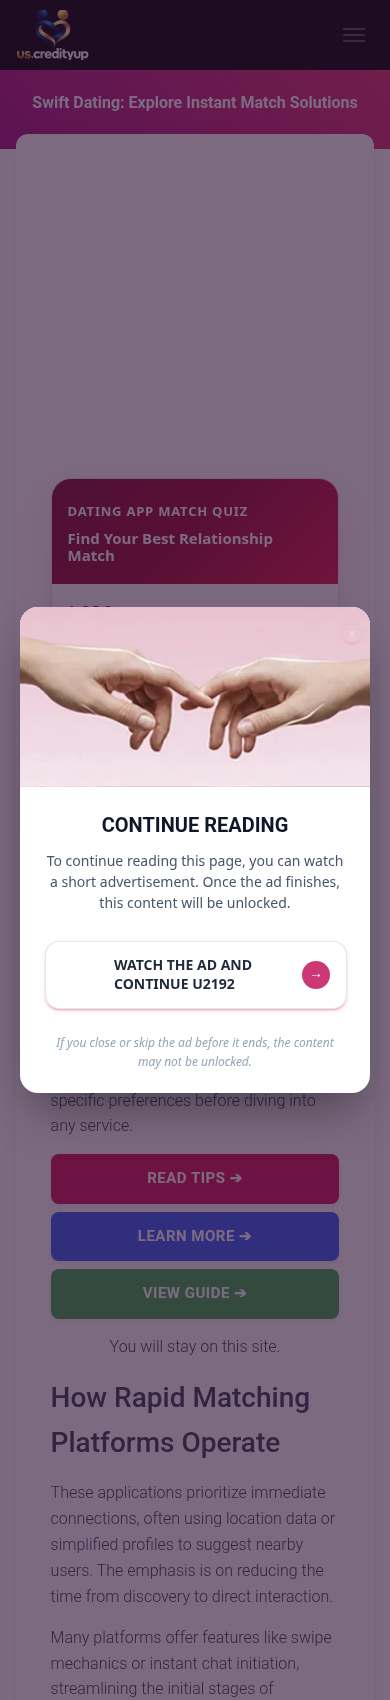 us.credityup
Swift Dating: Explore Instant Match Solutions
DATING APP MATCH QUIZ
Find Your Best Relationship
Match
×
CONTINUE READING
To continue reading this page, you can watch
a short advertisement. Once the ad finishes,
this content will be unlocked.
WATCH THE AD AND
CONTINUE U2192
→
If you close or skip the ad before it ends, the content
may not be unlocked.
specific preferences before diving into
any service.
READ TIPS ➔
LEARN MORE ➔
VIEW GUIDE ➔
You will stay on this site.
How Rapid Matching
Platforms Operate
These applications prioritize immediate
connections, often using location data or
simplified profiles to suggest nearby
users. The emphasis is on reducing the
time from discovery to direct interaction.
Many platforms offer features like swipe
mechanics or instant chat initiation,
streamlining the initial stages of